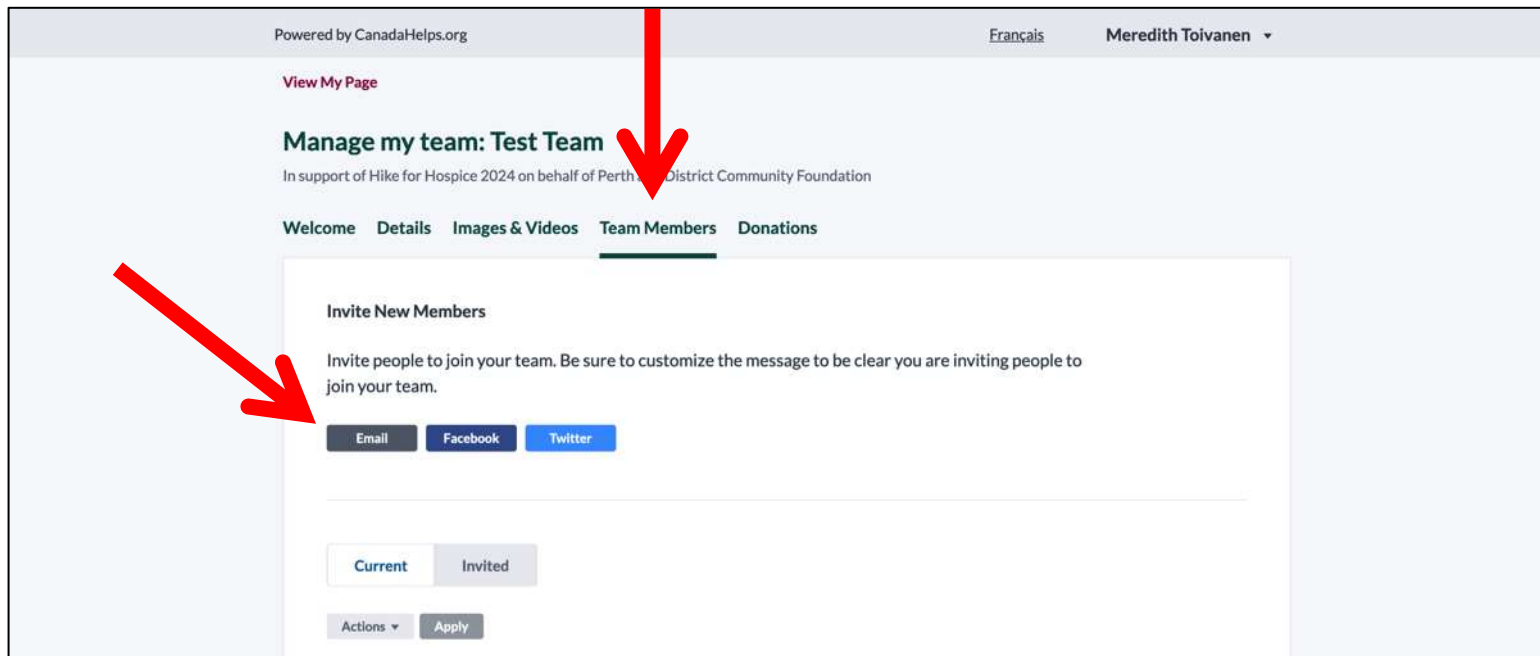 Powered by CanadaHelps.org
Français
Meredith Toivanen
View My Page
Manage my team: Test Team
In support of Hike for Hospice 2024 on behalf of Perth District Community Foundation
Welcome Details Images & Videos Team Members Donations
Invite New Members
Invite people to join your team. Be sure to customize the message to be clear you are inviting people to
join your team.
Email Facebook Twitter
Current Invited
Actions Apply